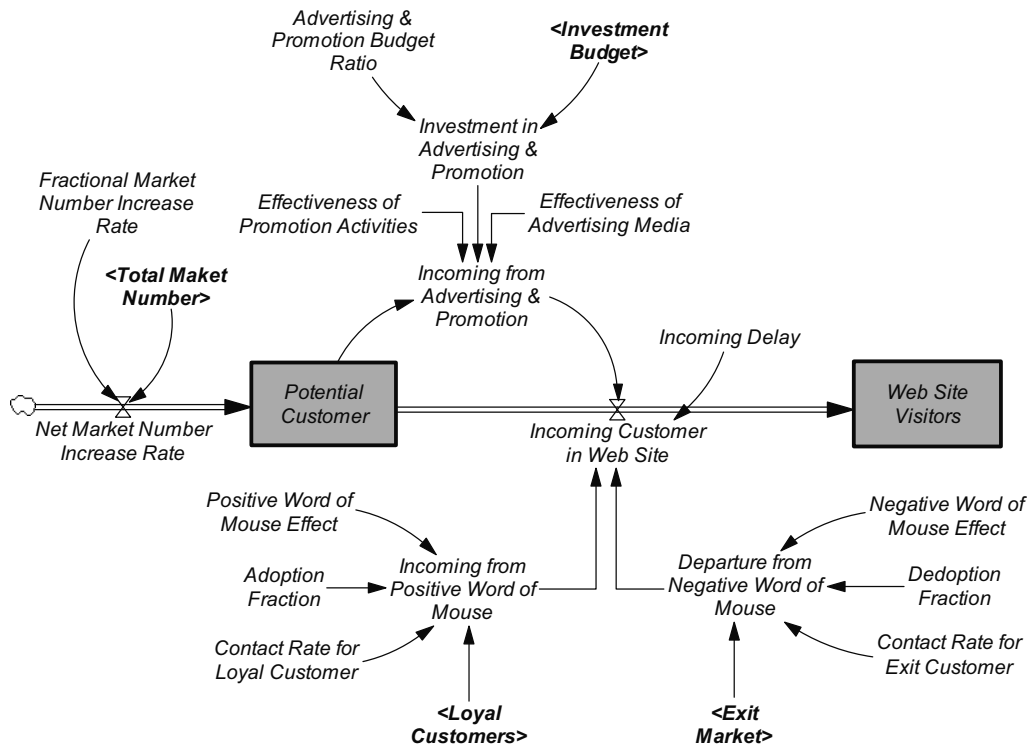 Advertising &
Promotion Budget
Ratio
<Investment
Budget>
Investment in
Advertising &
Promotion
Fractional Market
Number Increase
Rate
Effectiveness of
Promotion Activities
Effectiveness of
Advertising Media
<Total Maket
Number>
Incoming from
Advertising &
Promotion
Incoming Delay
Potential
Customer
Web Site
Visitors
Net Market Number
Increase Rate
Incoming Customer
in Web Site
Positive Word of
Mouse Effect
Negative Word of
Mouse Effect
Adoption
Fraction
Incoming from
Positive Word of
Mouse
Departure from
Negative Word of
Mouse
Dedoption
Fraction
Contact Rate for
Loyal Customer
Contact Rate for
Exit Customer
<Loyal
Customers>
<Exit
Market>